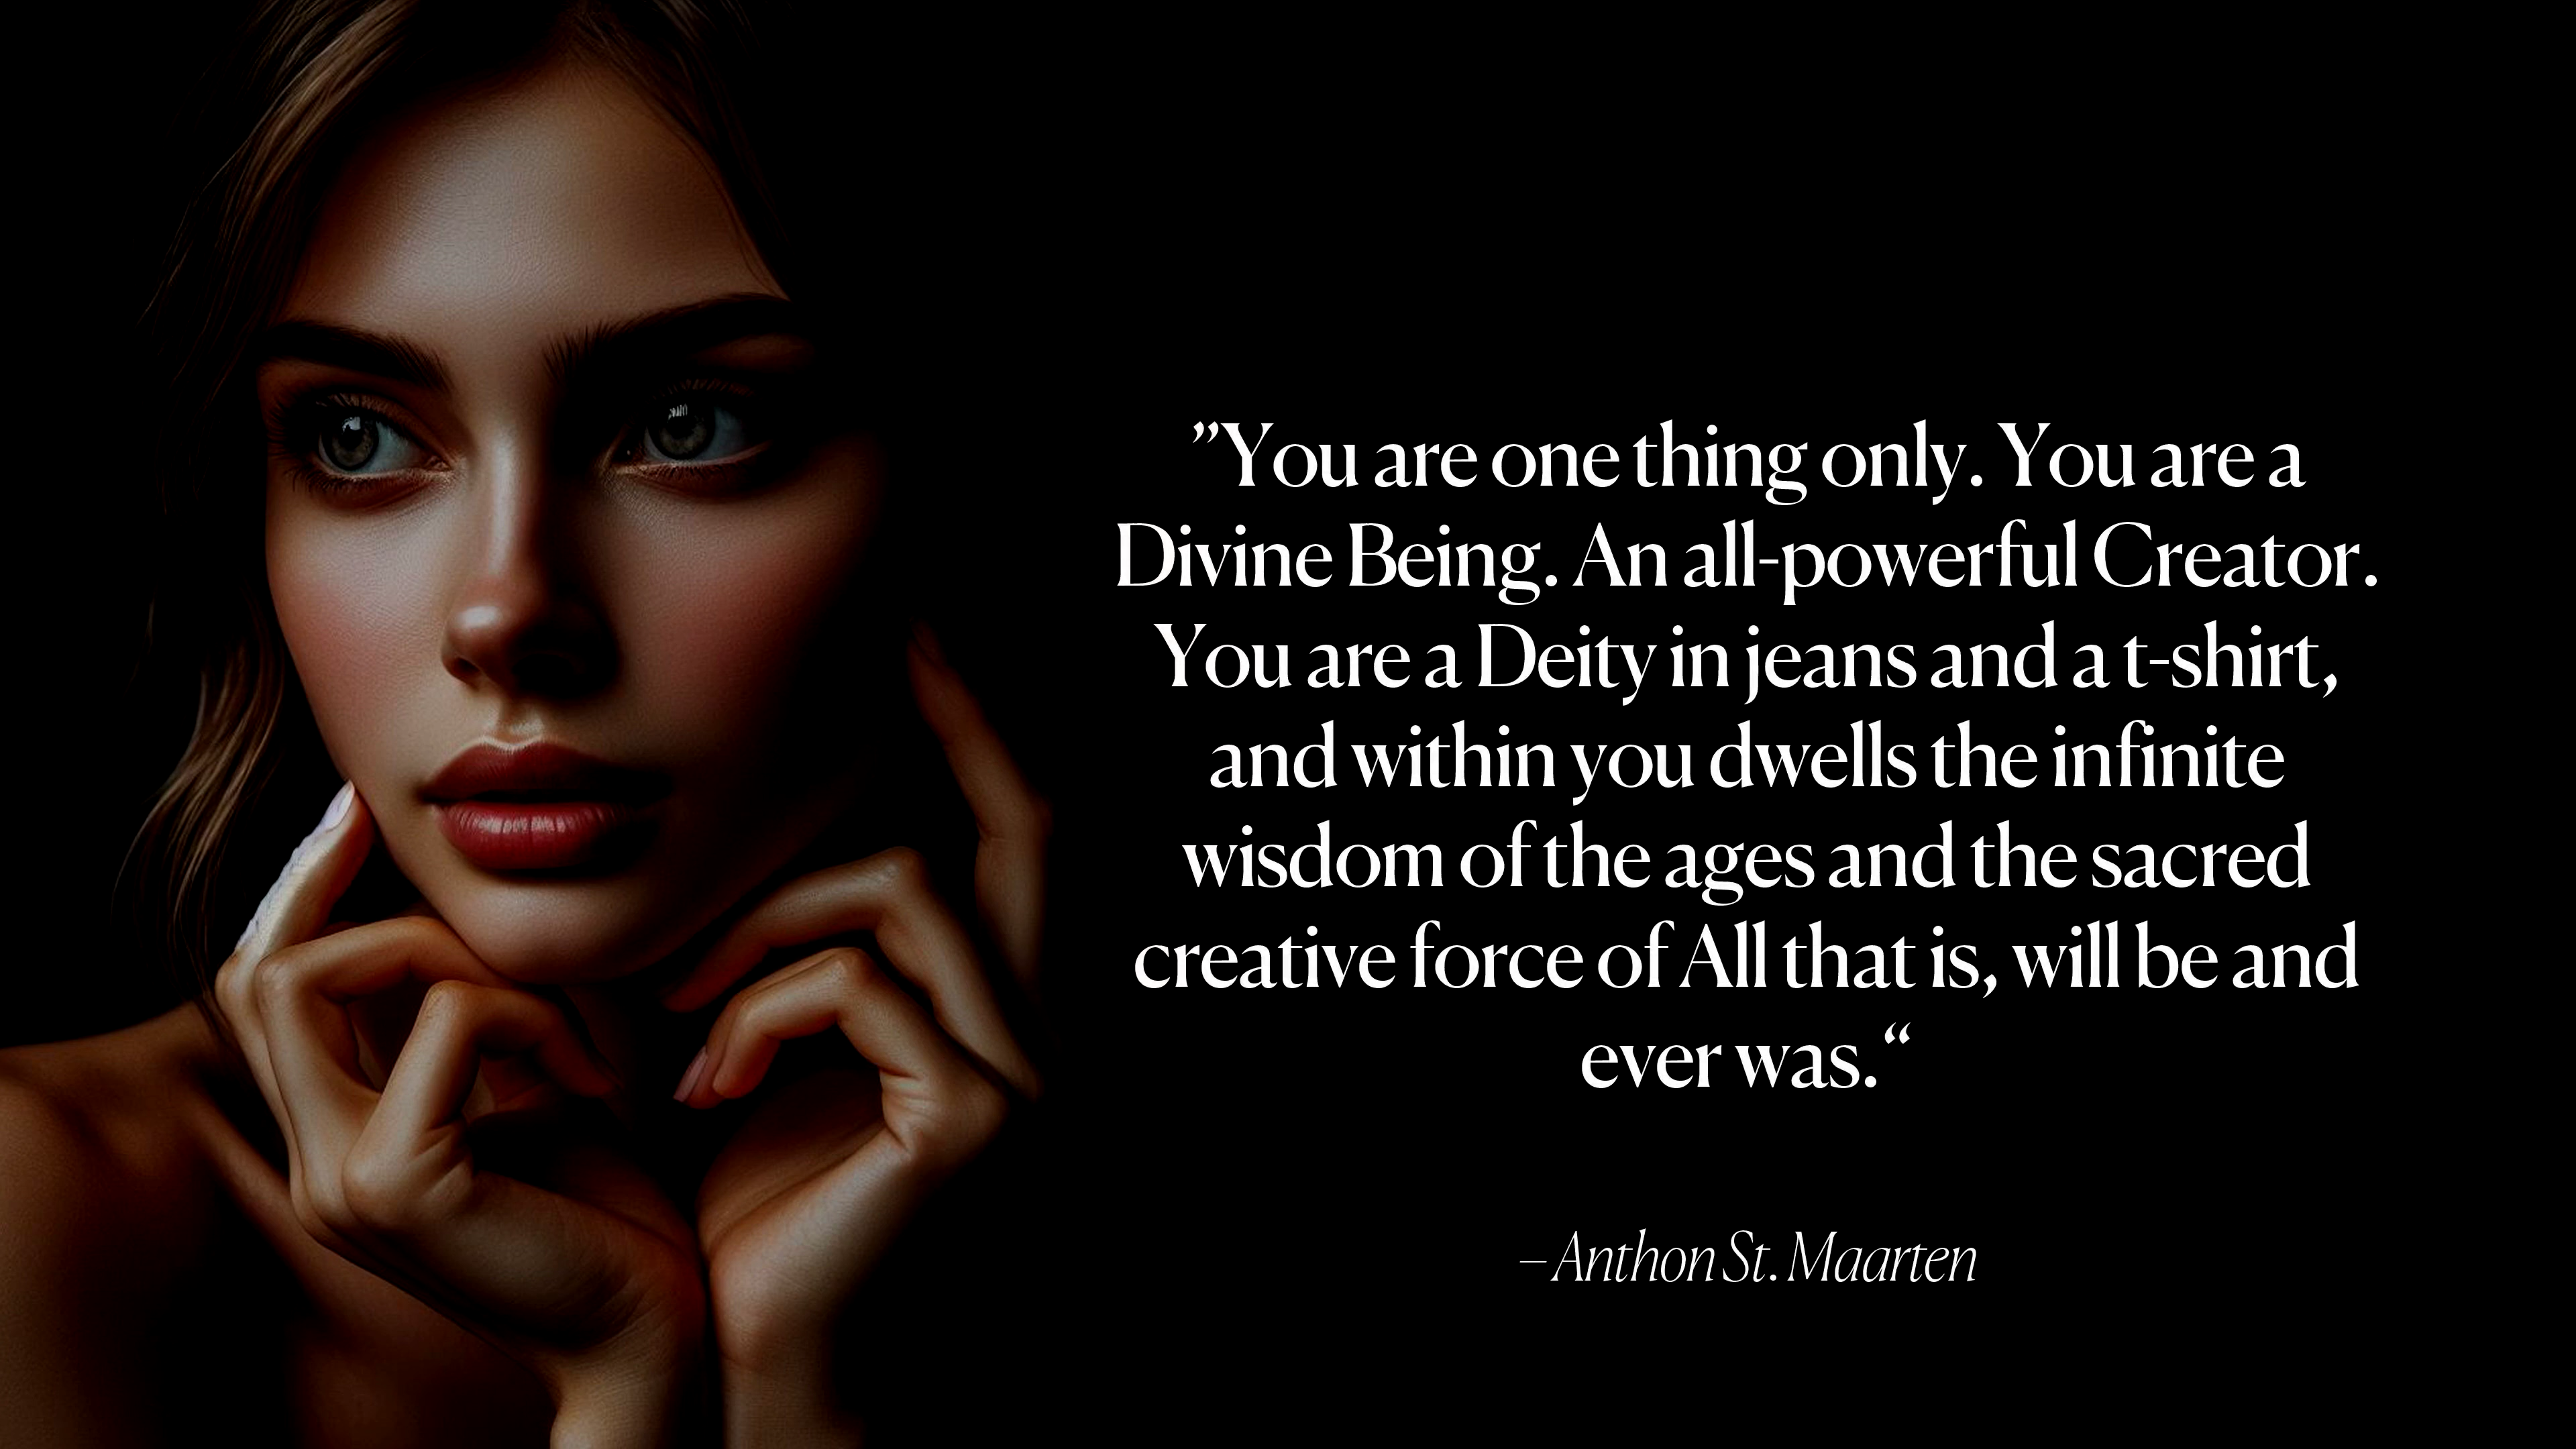 ”You are one thing only. You are a
Divine Being. An all-powerful Creator.
You are a Deity in jeans and a t-shirt,
and within you dwells the infinite
wisdom of the ages and the sacred
creative force of All that is, will be and
ever was.“
– Anthon St. Maarten